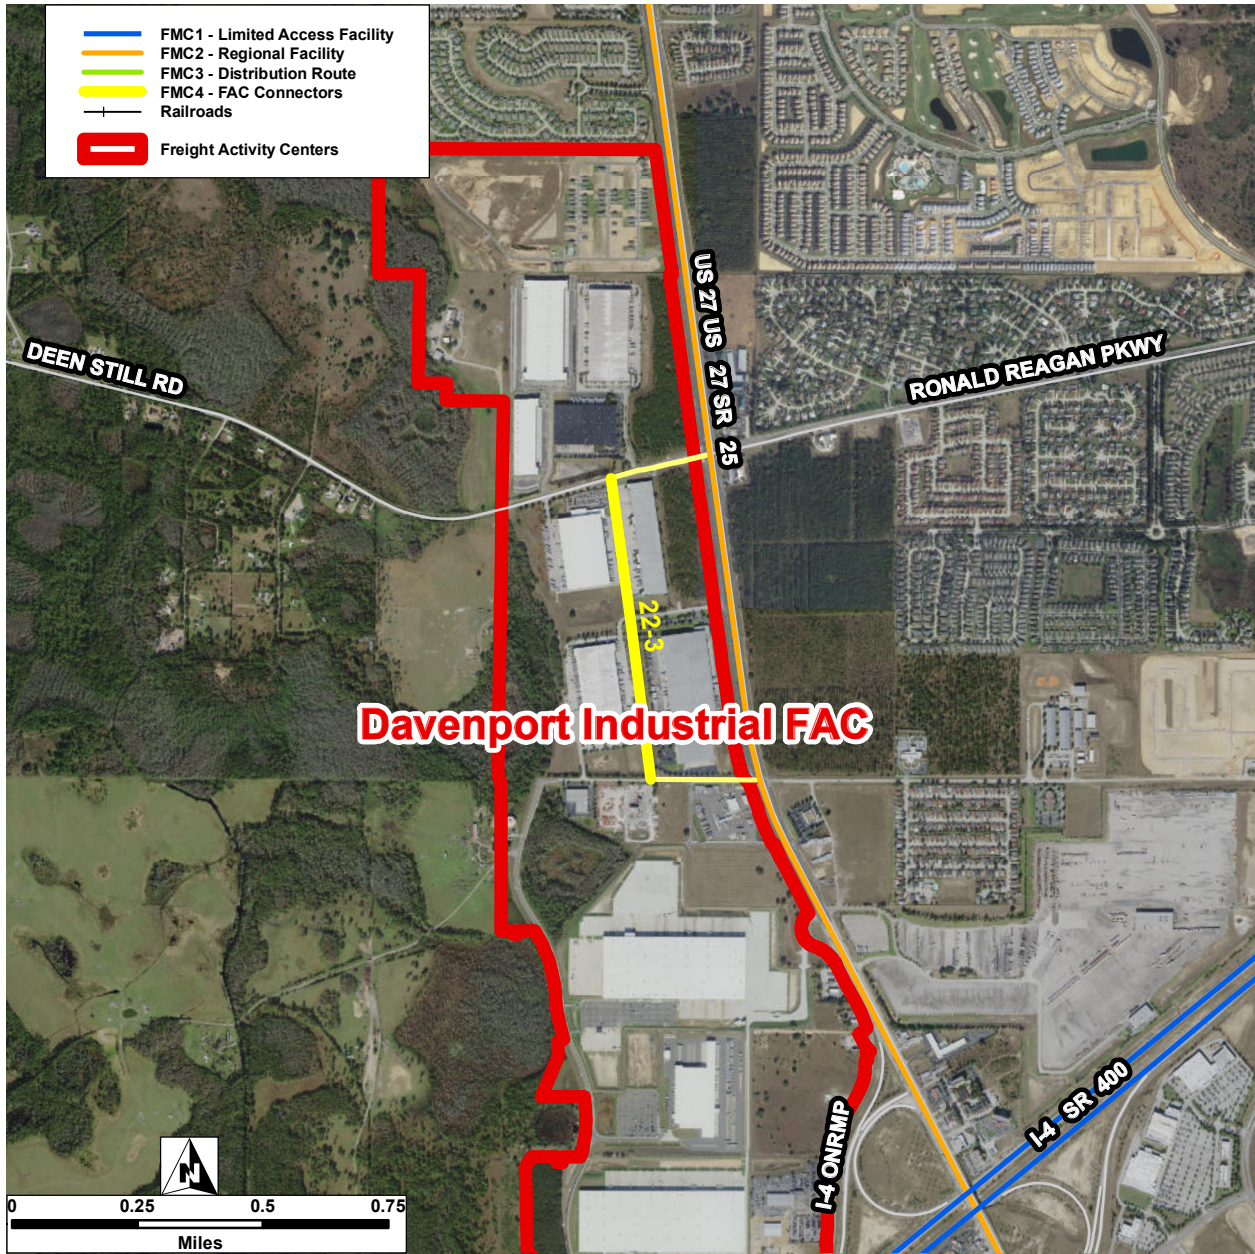 FMC1 - Limited Access Facility
FMC2 - Regional Facility
FMC3 - Distribution Route
FMC4 - FAC Connectors
Railroads
Freight Activity Centers
US 27 US 27 SR 25
DEEN STILL RD
RONALD REAGAN PKWY
22-3
Davenport Industrial FAC
I-4 SR 400
I-4 ONRMP
N
0 0.25 0.5 0.75
Miles